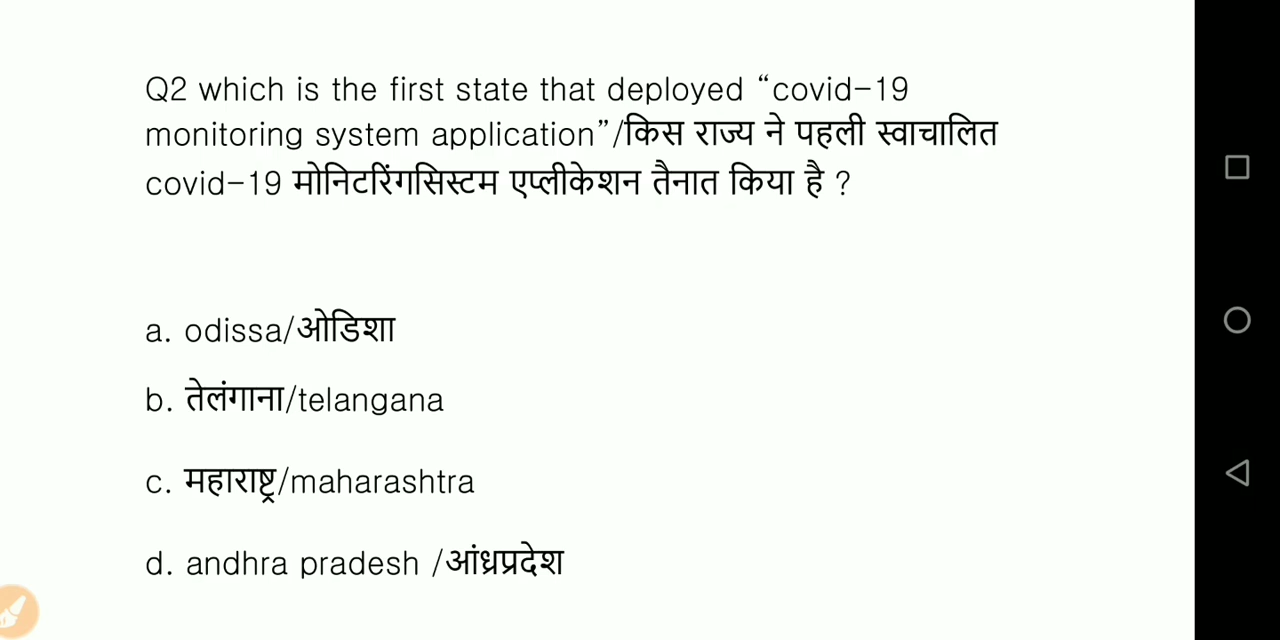 Q2 which is the first state that deployed “covid-19
monitoring system application”/किस राज्य ने पहली स्वाचालित
covid-19 मोनिटरिंगसिस्टम एप्लीकेशन तैनात किया है ?
a. odissa/ओडिशा
b. तेलंगाना/telangana
c. महाराष्ट्र/maharashtra
d. andhra pradesh /आंध्रप्रदेश